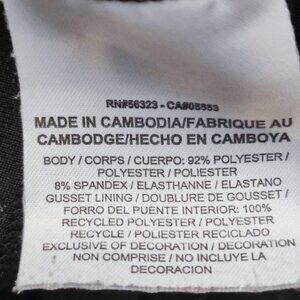 RN#56323 - CA#05553
MADE IN CAMBODIA/FABRIQUE AU
CAMBODGE/HECHO EN CAMBOYA
BODY / CORPS / CUERPO: 92% POLYESTER /
POLYESTER / POLIESTER
8% SPANDEX / ELASTHANNE / ELASTANO
GUSSET LINING / DOUBLURE DE GOUSSET /
FORRO DEL PUENTE INTERIOR: 100%
RECYCLED POLYESTER / POLYESTER
RECYCLE / POLIESTER RECICLADO
EXCLUSIVE OF DECORATION / DECORATION
NON COMPRISE / NO INCLUYE LA
DECORACION